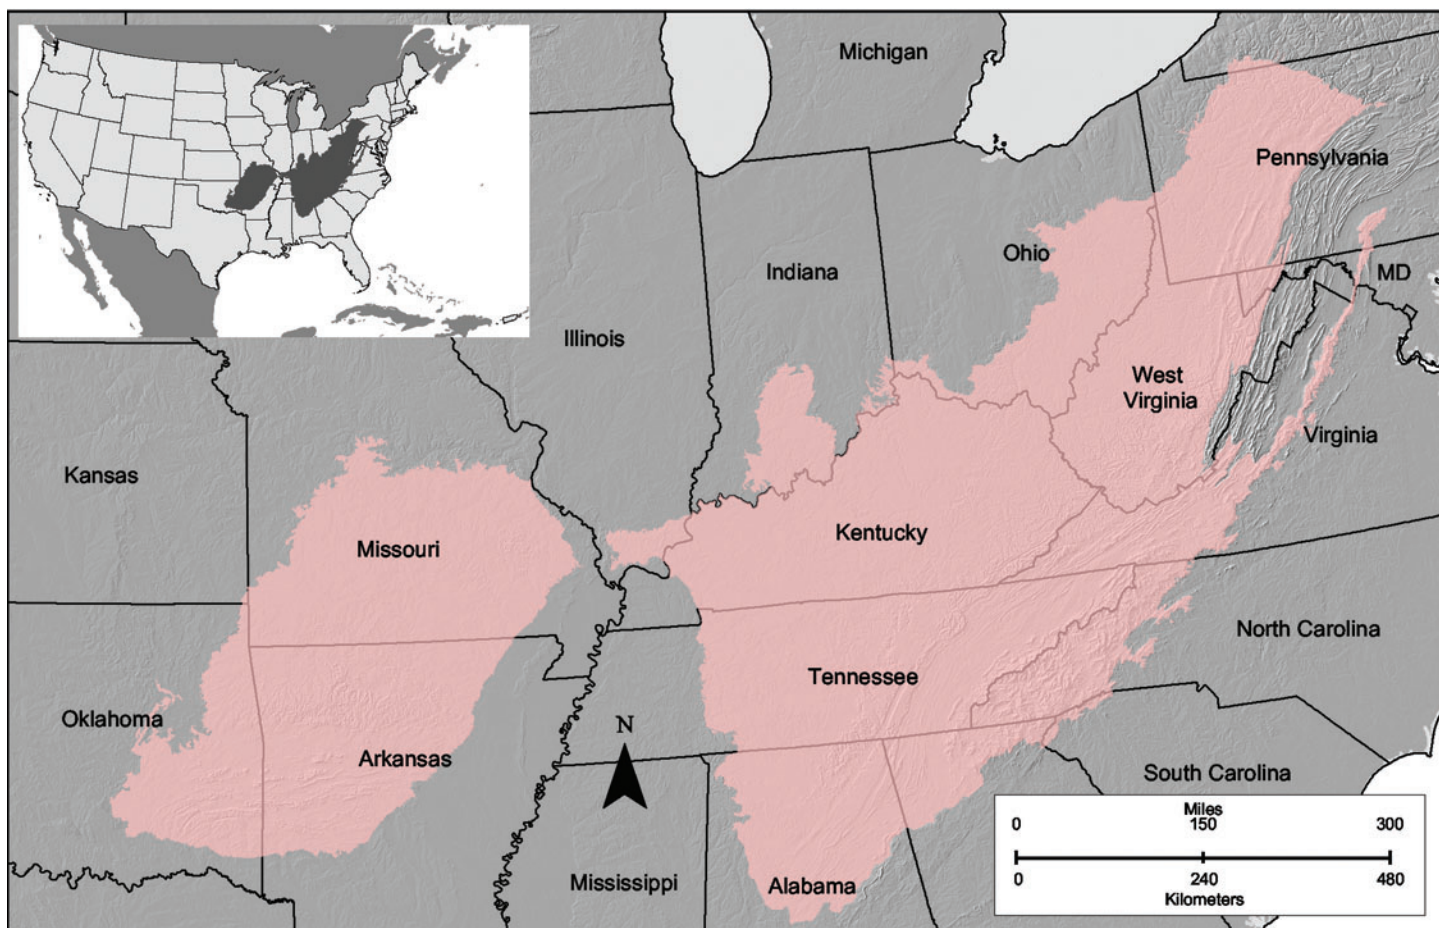 Michigan
Pennsylvania
Ohio
Indiana
MD
Illinois
West
Virginia
Virginia
Kansas
Kentucky
Missouri
North Carolina
Tennessee
Oklahoma
N
Arkansas
South Carolina
Miles
0 150 300
0 240 480
Kilometers
Mississippi
Alabama